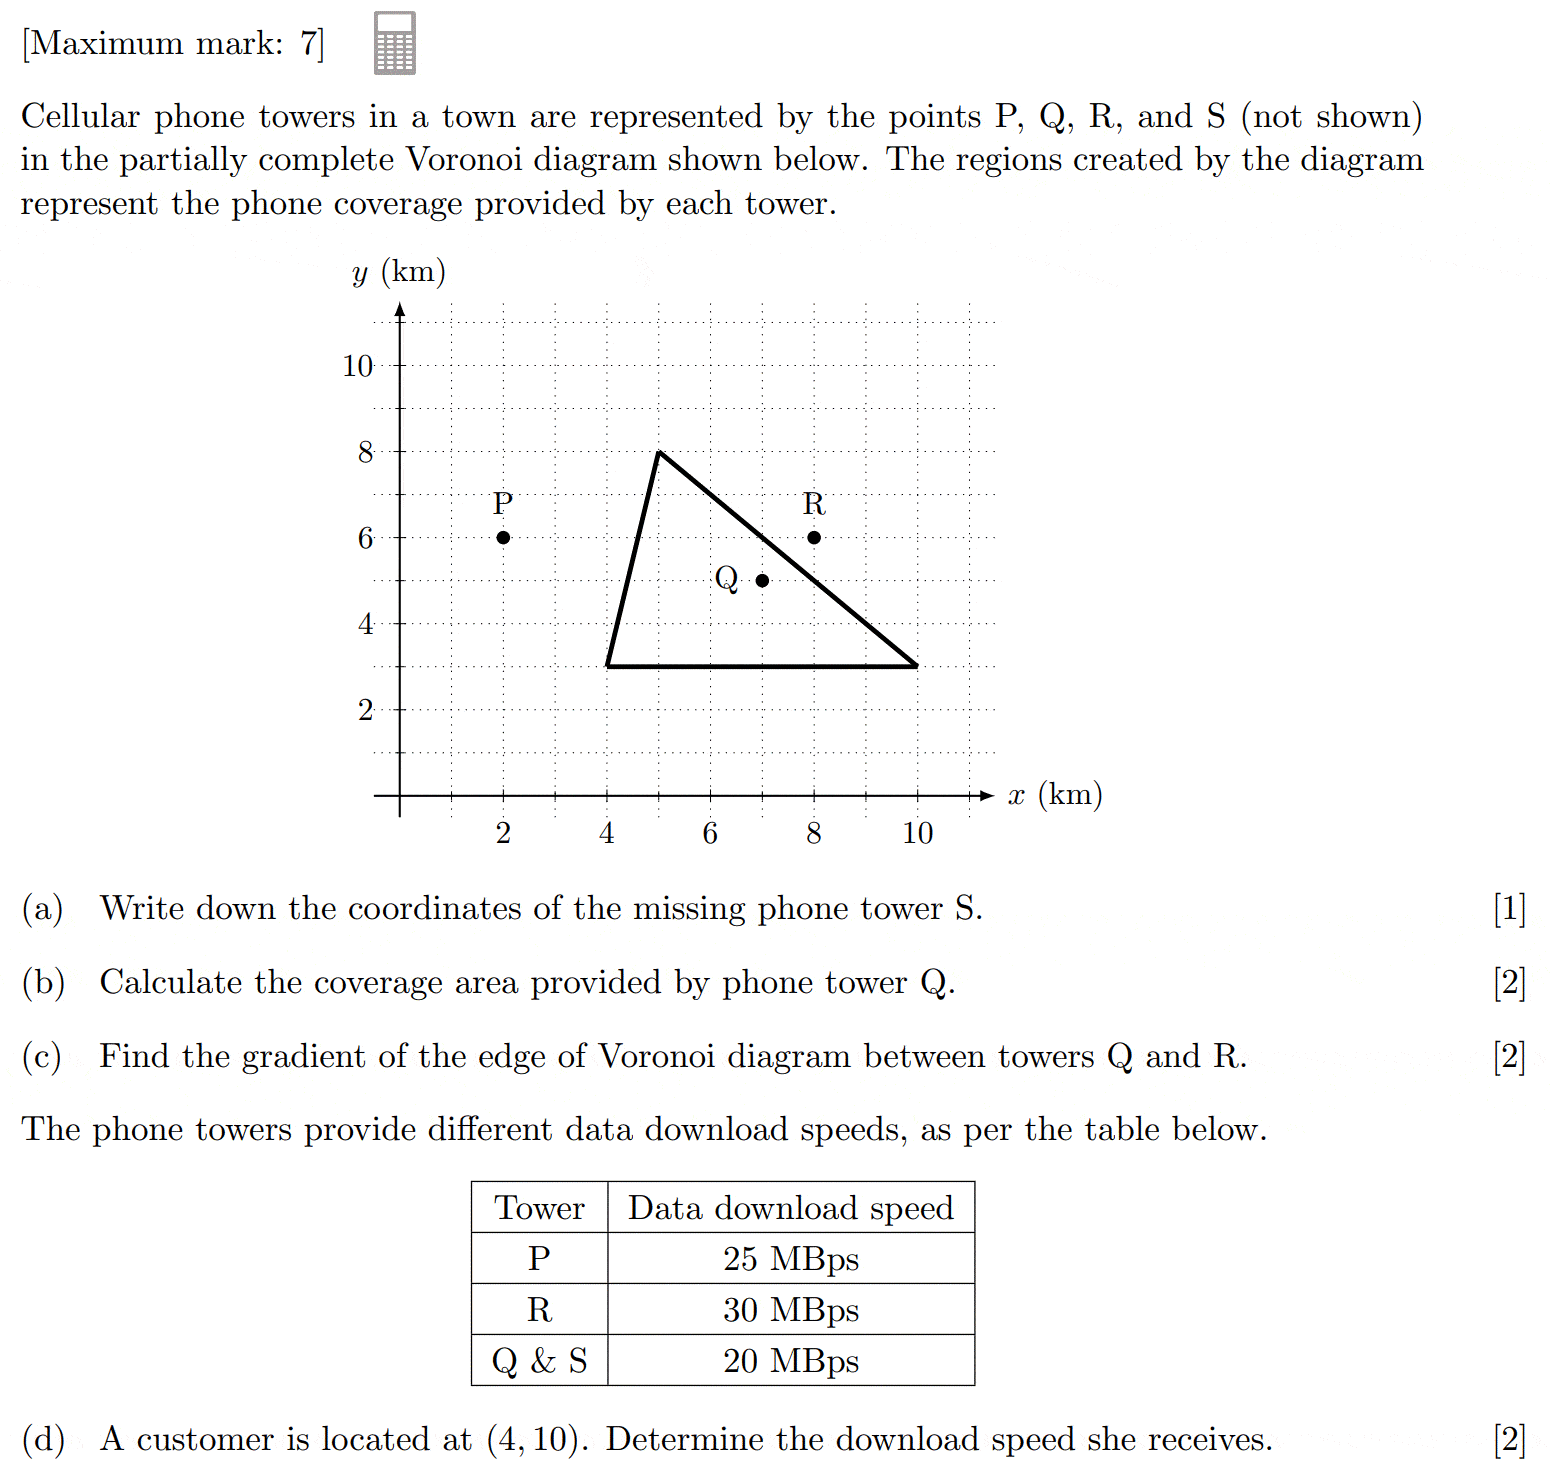 [Maximum mark: 7]
Cellular phone towers in a town are represented by the points P, Q, R, and S (not shown)
in the partially complete Voronoi diagram shown below. The regions created by the diagram
represent the phone coverage provided by each tower.
y (km)
10
8
P
R
6
Q
4
2
x (km)
2 4 6 8 10
(a) Write down the coordinates of the missing phone tower S. [1]
(b) Calculate the coverage area provided by phone tower Q. [2]
(c) Find the gradient of the edge of Voronoi diagram between towers Q and R. [2]
The phone towers provide different data download speeds, as per the table below.
Tower Data download speed
P 25 MBps
R 30 MBps
Q & S 20 MBps
(d) A customer is located at (4, 10). Determine the download speed she receives. [2]